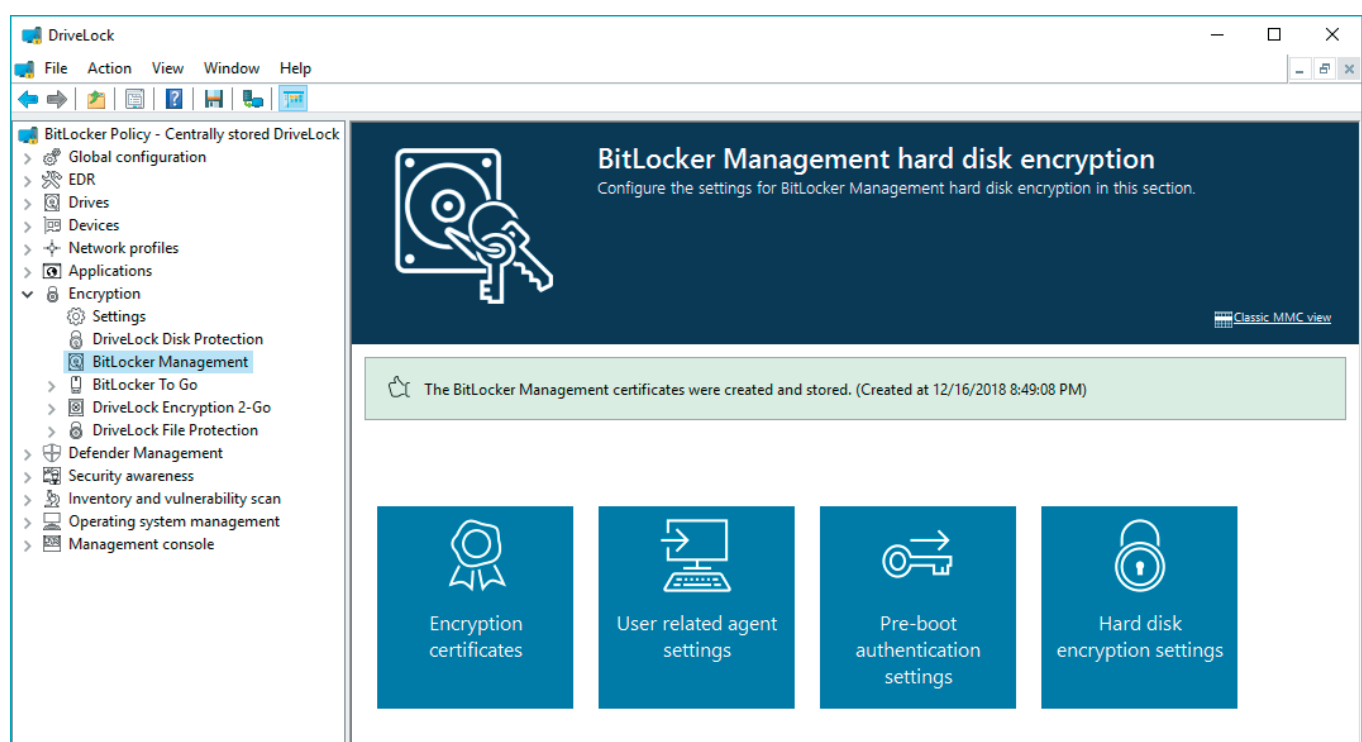 DriveLock
File Action View Window Help
BitLocker Policy - Centrally stored DriveLock
Global configuration
EDR
Drives
Devices
Network profiles
Applications
Encryption
Settings
DriveLock Disk Protection
BitLocker Management
BitLocker To Go
DriveLock Encryption 2-Go
DriveLock File Protection
Defender Management
Security awareness
Inventory and vulnerability scan
Operating system management
Management console
BitLocker Management hard disk encryption
Configure the settings for BitLocker Management hard disk encryption in this section.
Classic MMC view
The BitLocker Management certificates were created and stored. (Created at 12/16/2018 8:49:08 PM)
Encryption
certificates
User related agent
settings
Pre-boot
authentication
settings
Hard disk
encryption settings